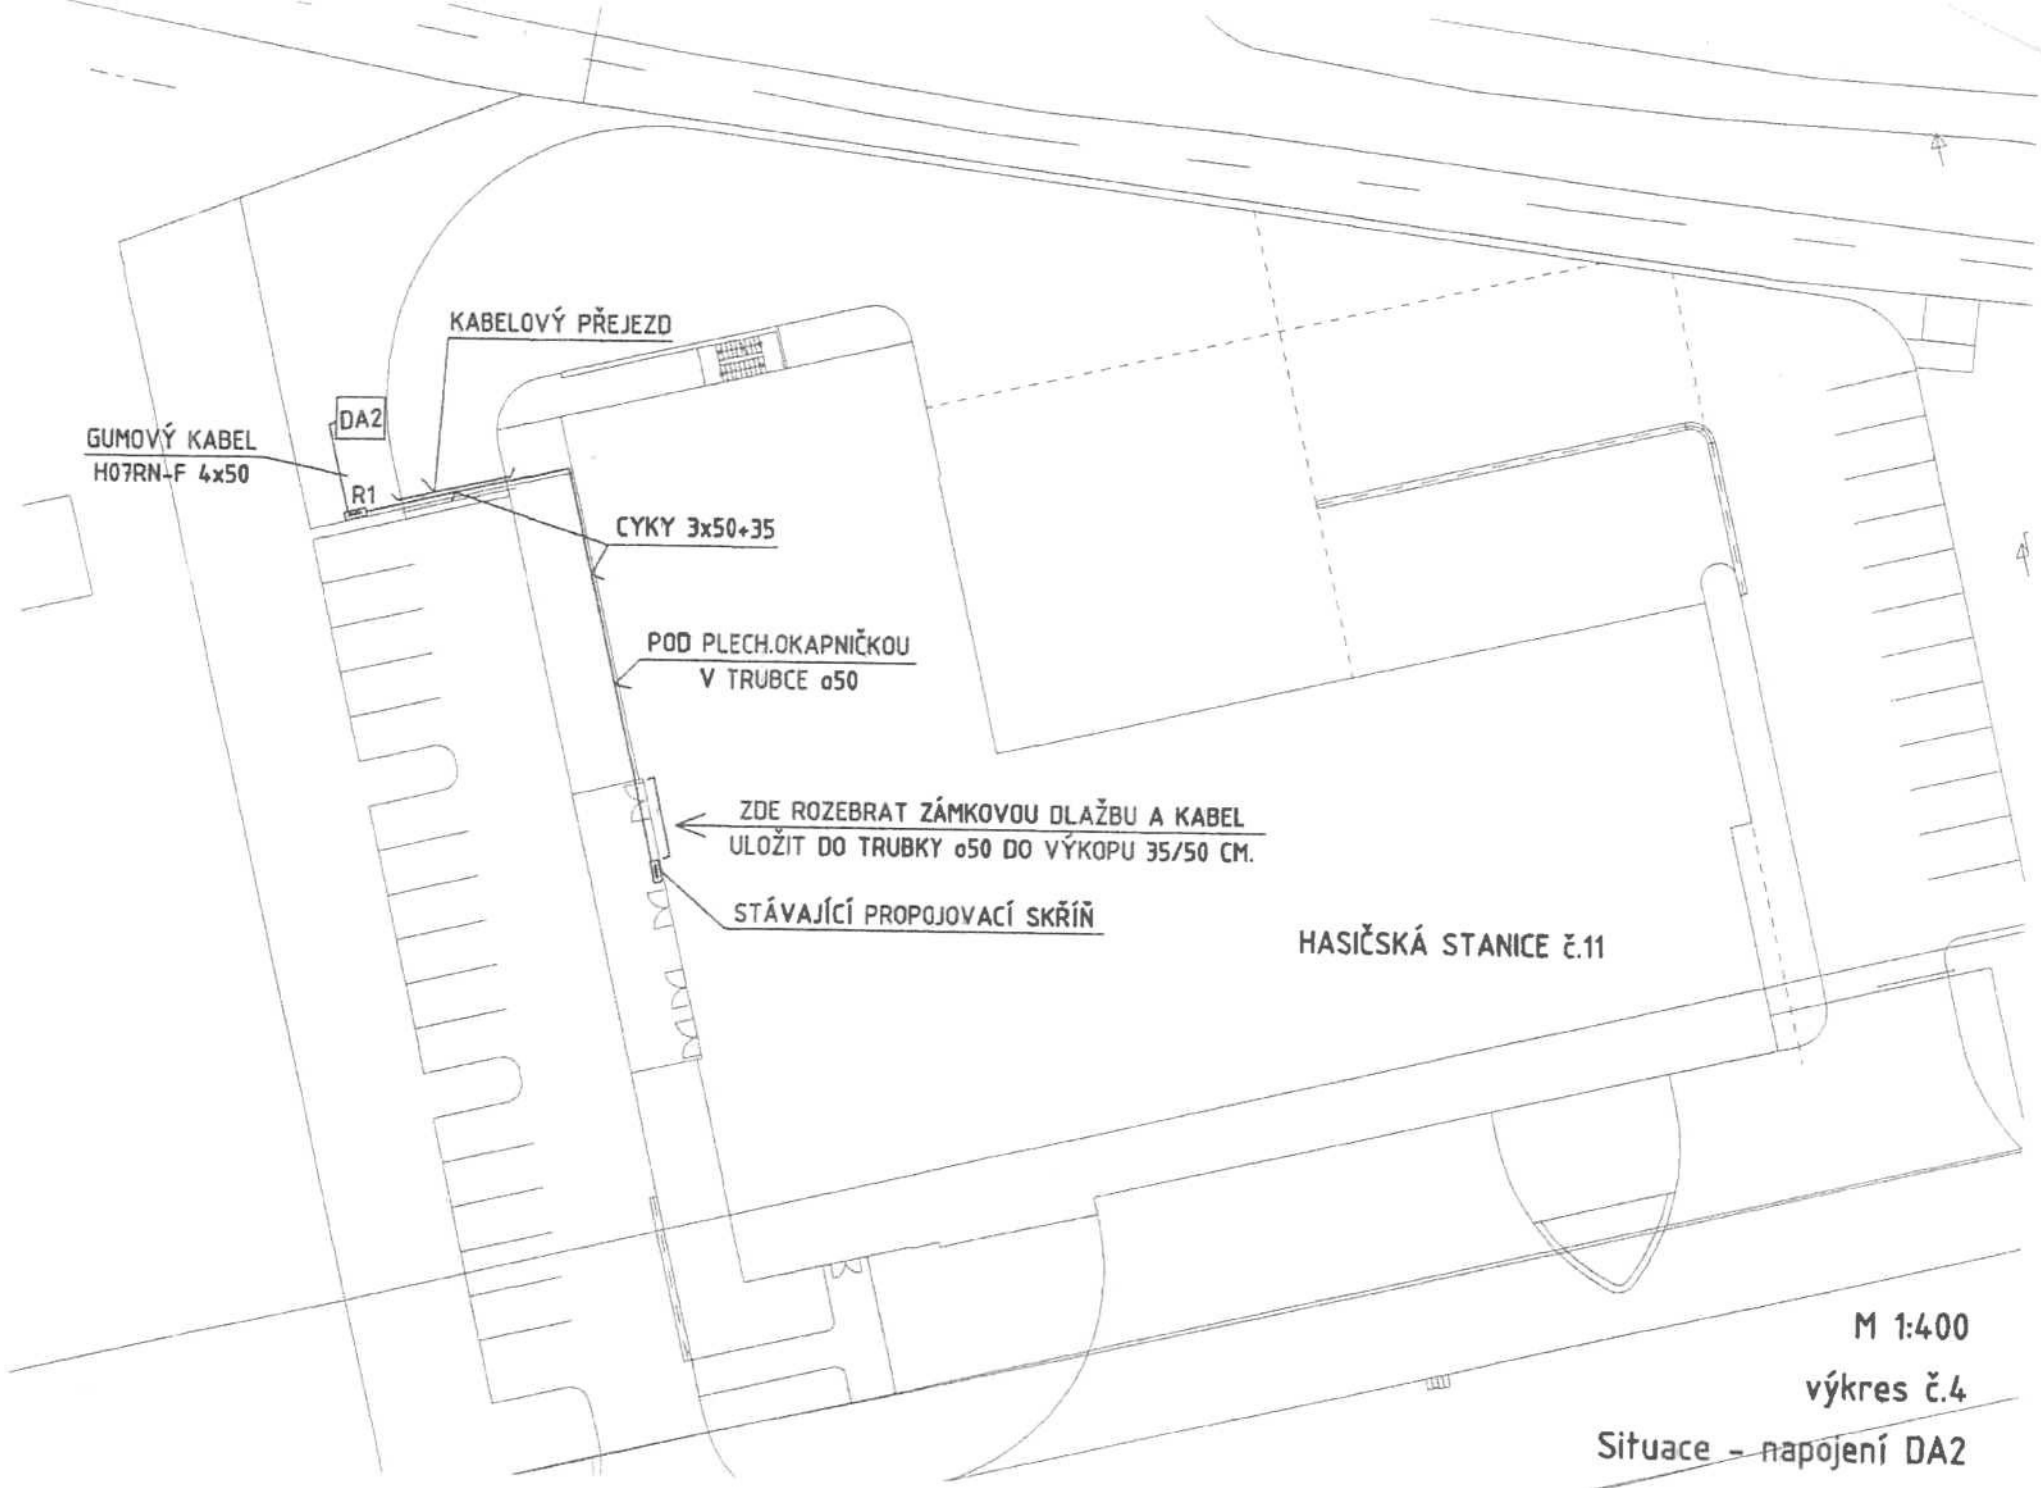 KABELOVÝ PŘEJEZD
DA2
GUMOVÝ KABEL
H07RN-F 4x50
R1
CYKY 3x50+35
POD PLECH.OKAPNIČKOU
V TRUBCE ø50
ZDE ROZEBRAT ZÁMKOVOU DLAŽBU A KABEL
ULOŽIT DO TRUBKY ø50 DO VÝKOPU 35/50 CM.
STÁVAJÍCÍ PROPOJOVACÍ SKŘÍŇ
HASIČSKÁ STANICE č.11
M 1:400
výkres č.4
Situace - napojení DA2